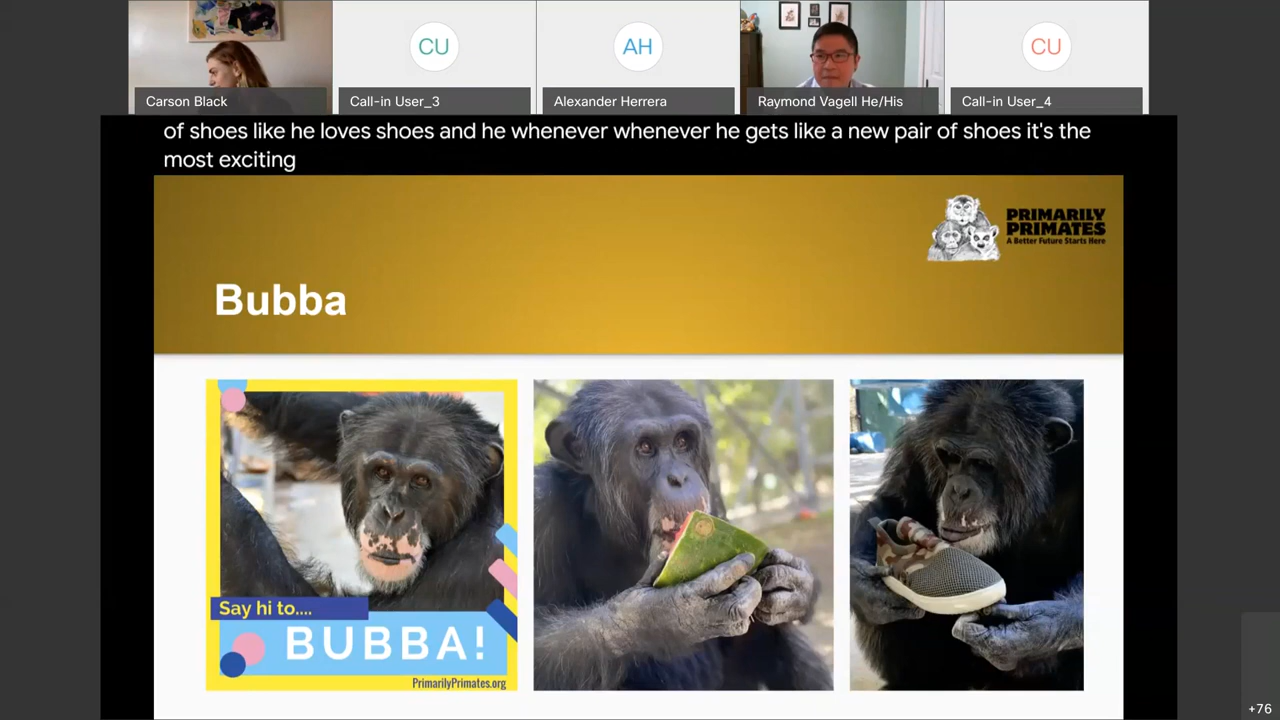 CU
AH
CU
Carson Black
Call-in User_3
Alexander Herrera
Raymond Vagell He/His
Call-in User_4
of shoes like he loves shoes and he whenever whenever he gets like a new pair of shoes it's the
most exciting
PRIMARILY
PRIMATES
A Better Future Starts Here
Bubba
Say hi to....
BUBBA!
PrimarilyPrimates.org
+76